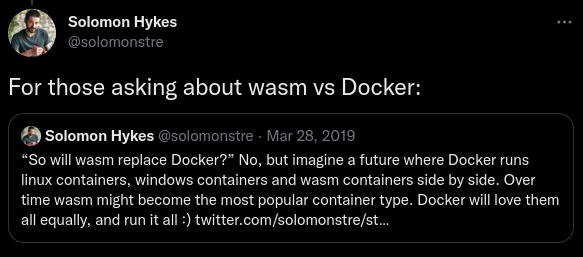 Solomon Hykes
@solomonstre
For those asking about wasm vs Docker:
Solomon Hykes @solomonstre · Mar 28, 2019
“So will wasm replace Docker?” No, but imagine a future where Docker runs
linux containers, windows containers and wasm containers side by side. Over
time wasm might become the most popular container type. Docker will love them
all equally, and run it all :) twitter.com/solomonstre/st…